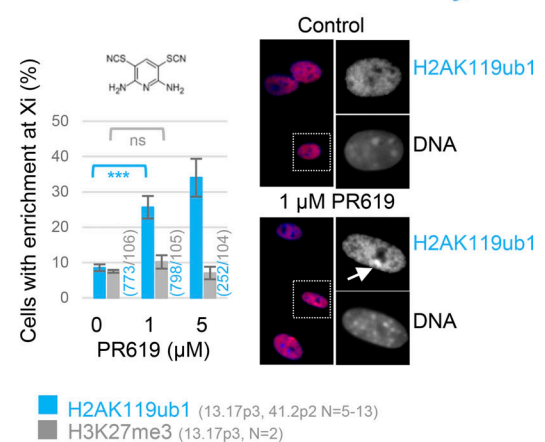 Control
H2AK119ub1
DNA
1 µM PR619
H2AK119ub1
DNA
NCS
SCN
H₂N
N
NH₂
Cells with enrichment at Xi (%)
50
40
30
20
10
0
ns
***
(773/106)
(798/105)
(252/104)
0 1 5
PR619 (µM)
H2AK119ub1 (13.17p3, 41.2p2 N=5-13)
H3K27me3 (13.17p3, N=2)